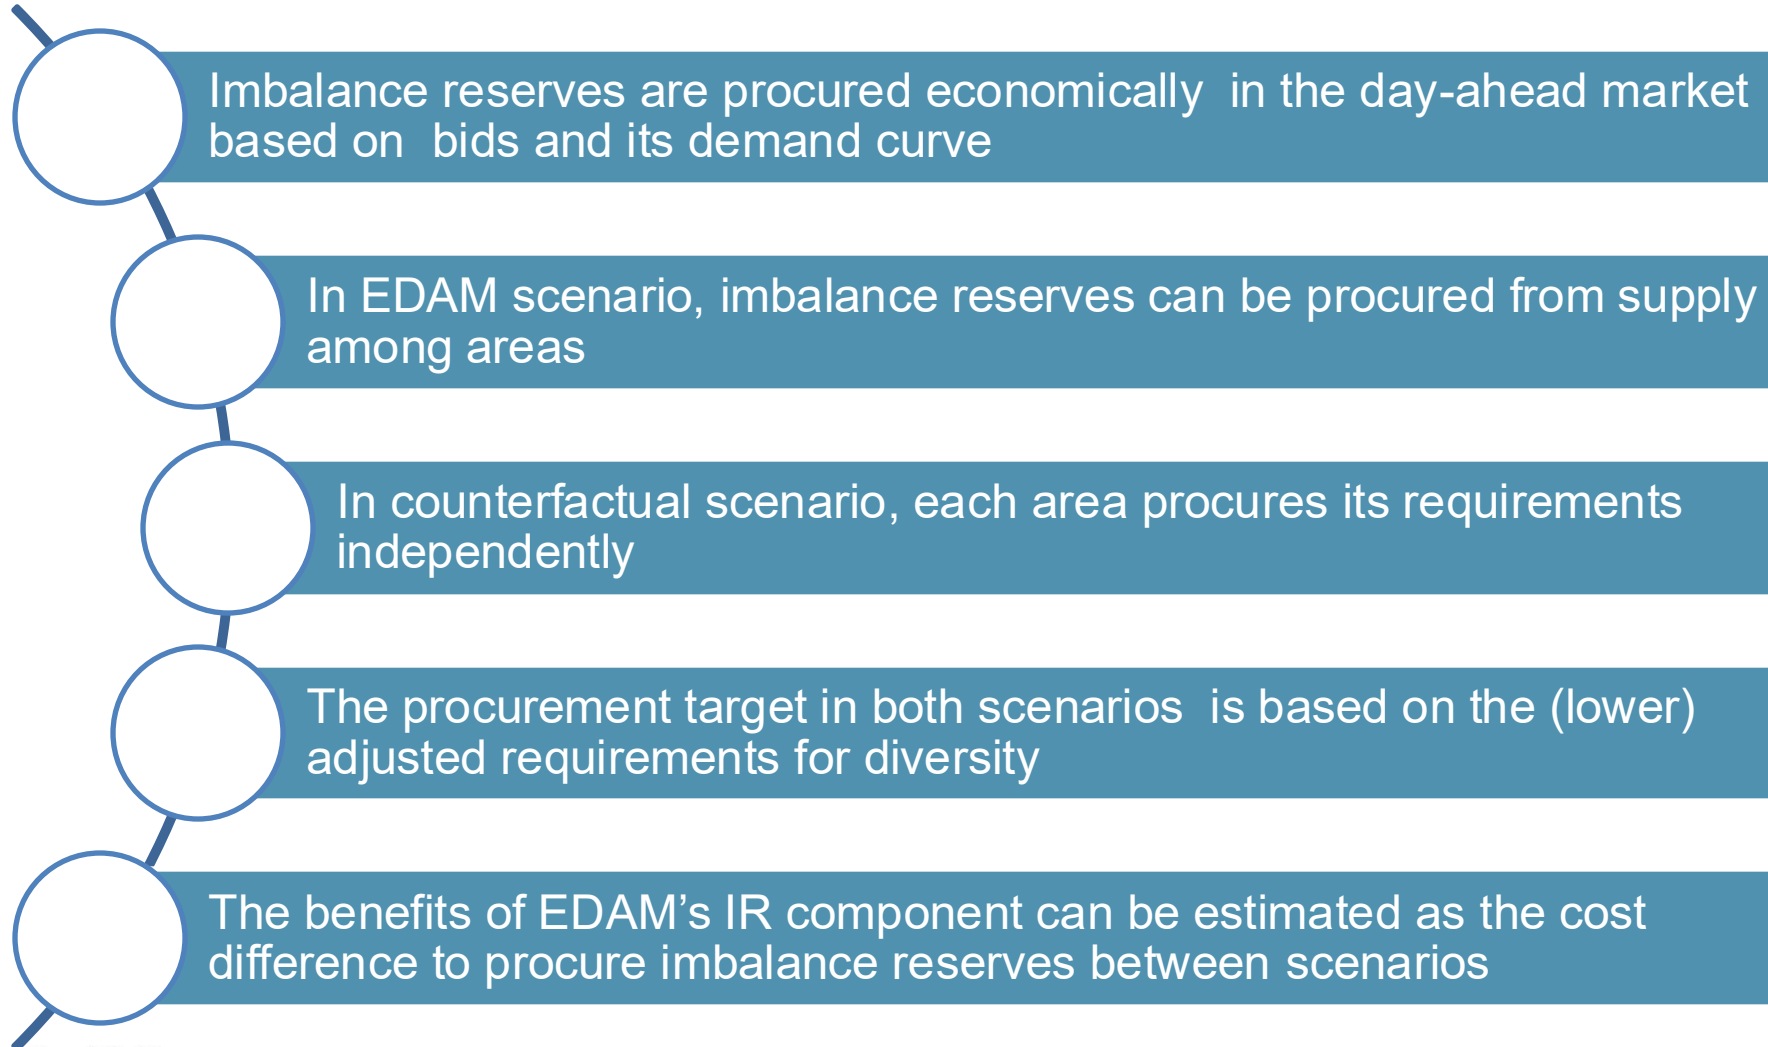 Imbalance reserves are procured economically  in the day-ahead market
based on  bids and its demand curve
In EDAM scenario, imbalance reserves can be procured from supply
among areas
In counterfactual scenario, each area procures its requirements
independently
The procurement target in both scenarios  is based on the (lower)
adjusted requirements for diversity
The benefits of EDAM’s IR component can be estimated as the cost
difference to procure imbalance reserves between scenarios